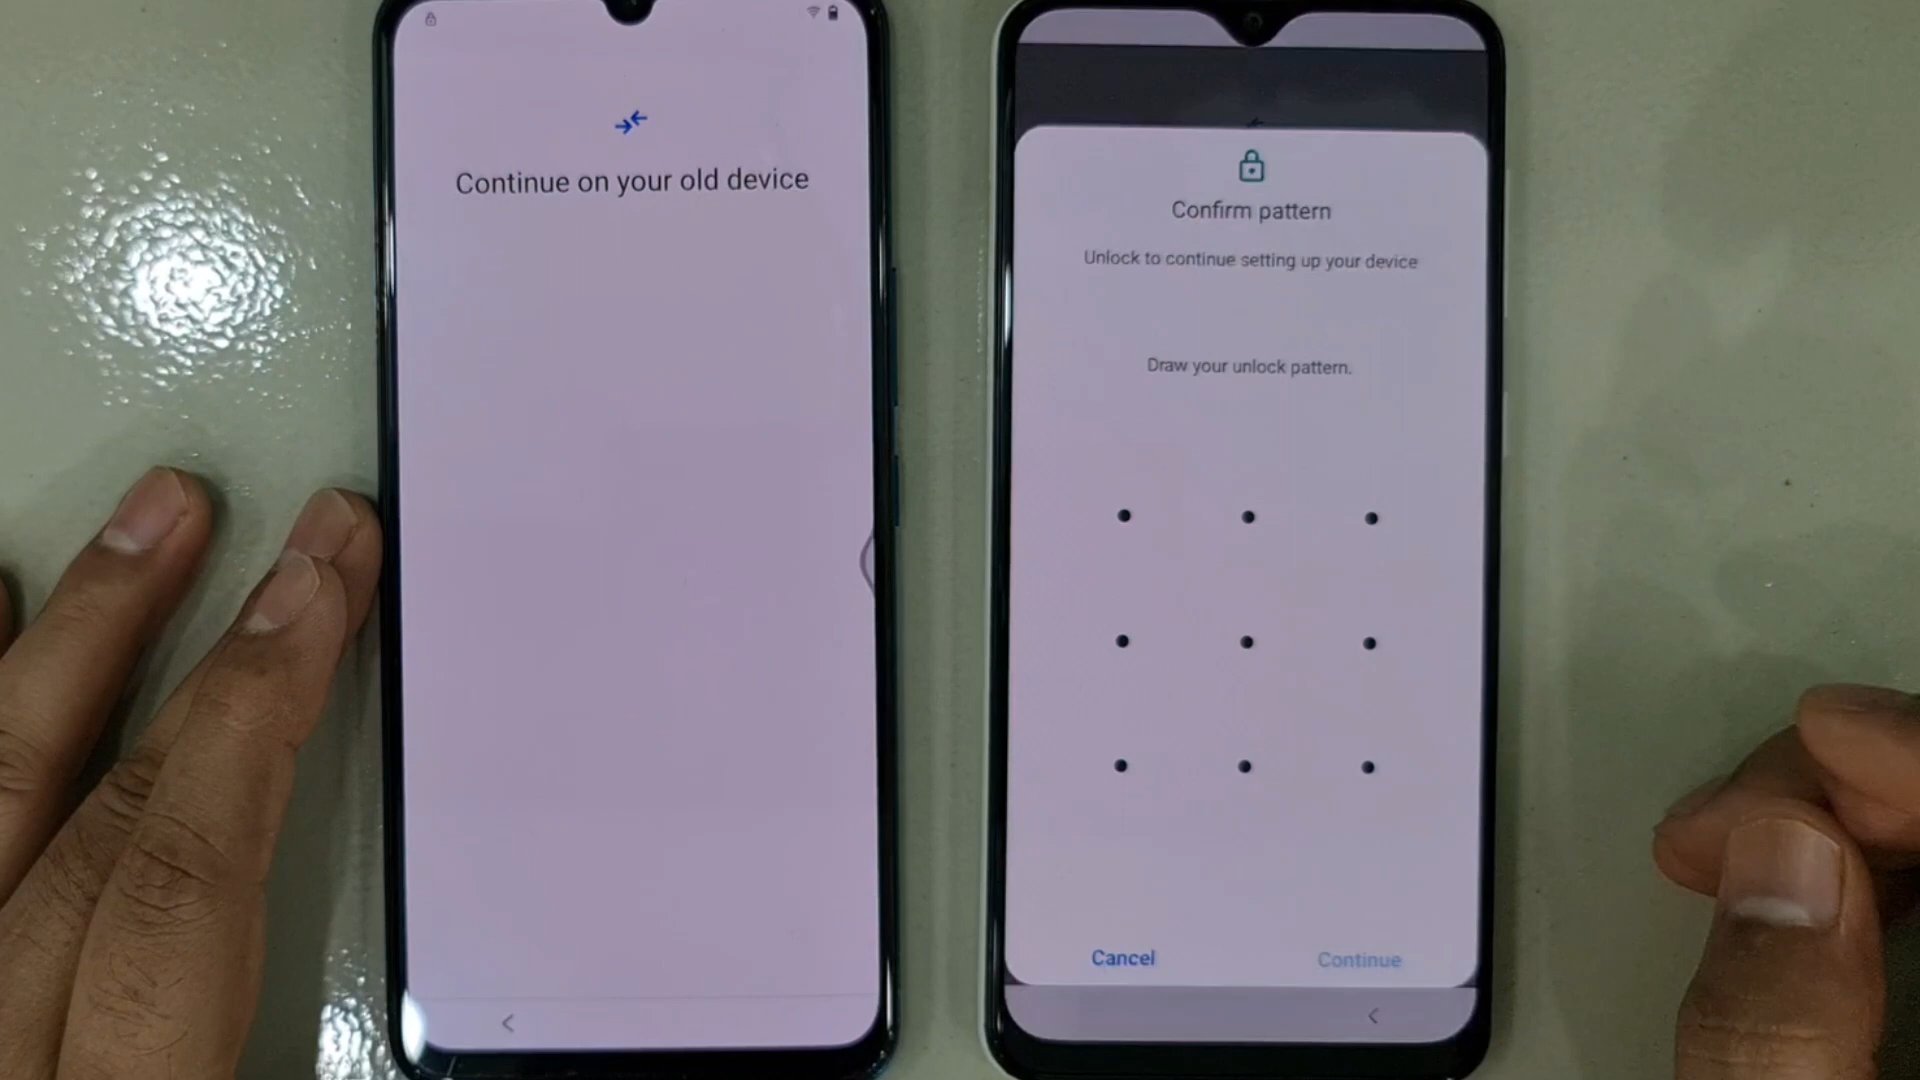 Continue on your old device
Confirm pattern
Unlock to continue setting up your device
Draw your unlock pattern.
Cancel
Continue